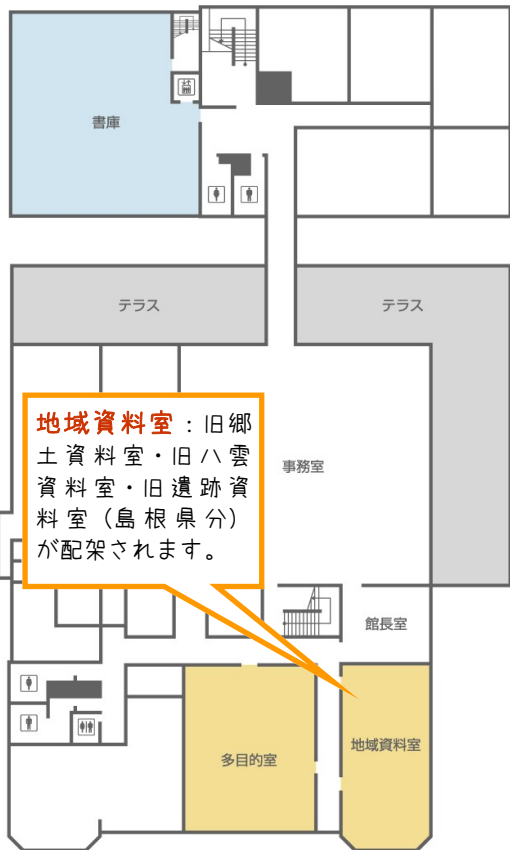 書庫
テラス
テラス
地域資料室：旧郷
土資料室・旧八雲
資料室・旧遺跡資
料室（島根県分）
が配架されます。
事務室
館長室
多目的室
地域資料室